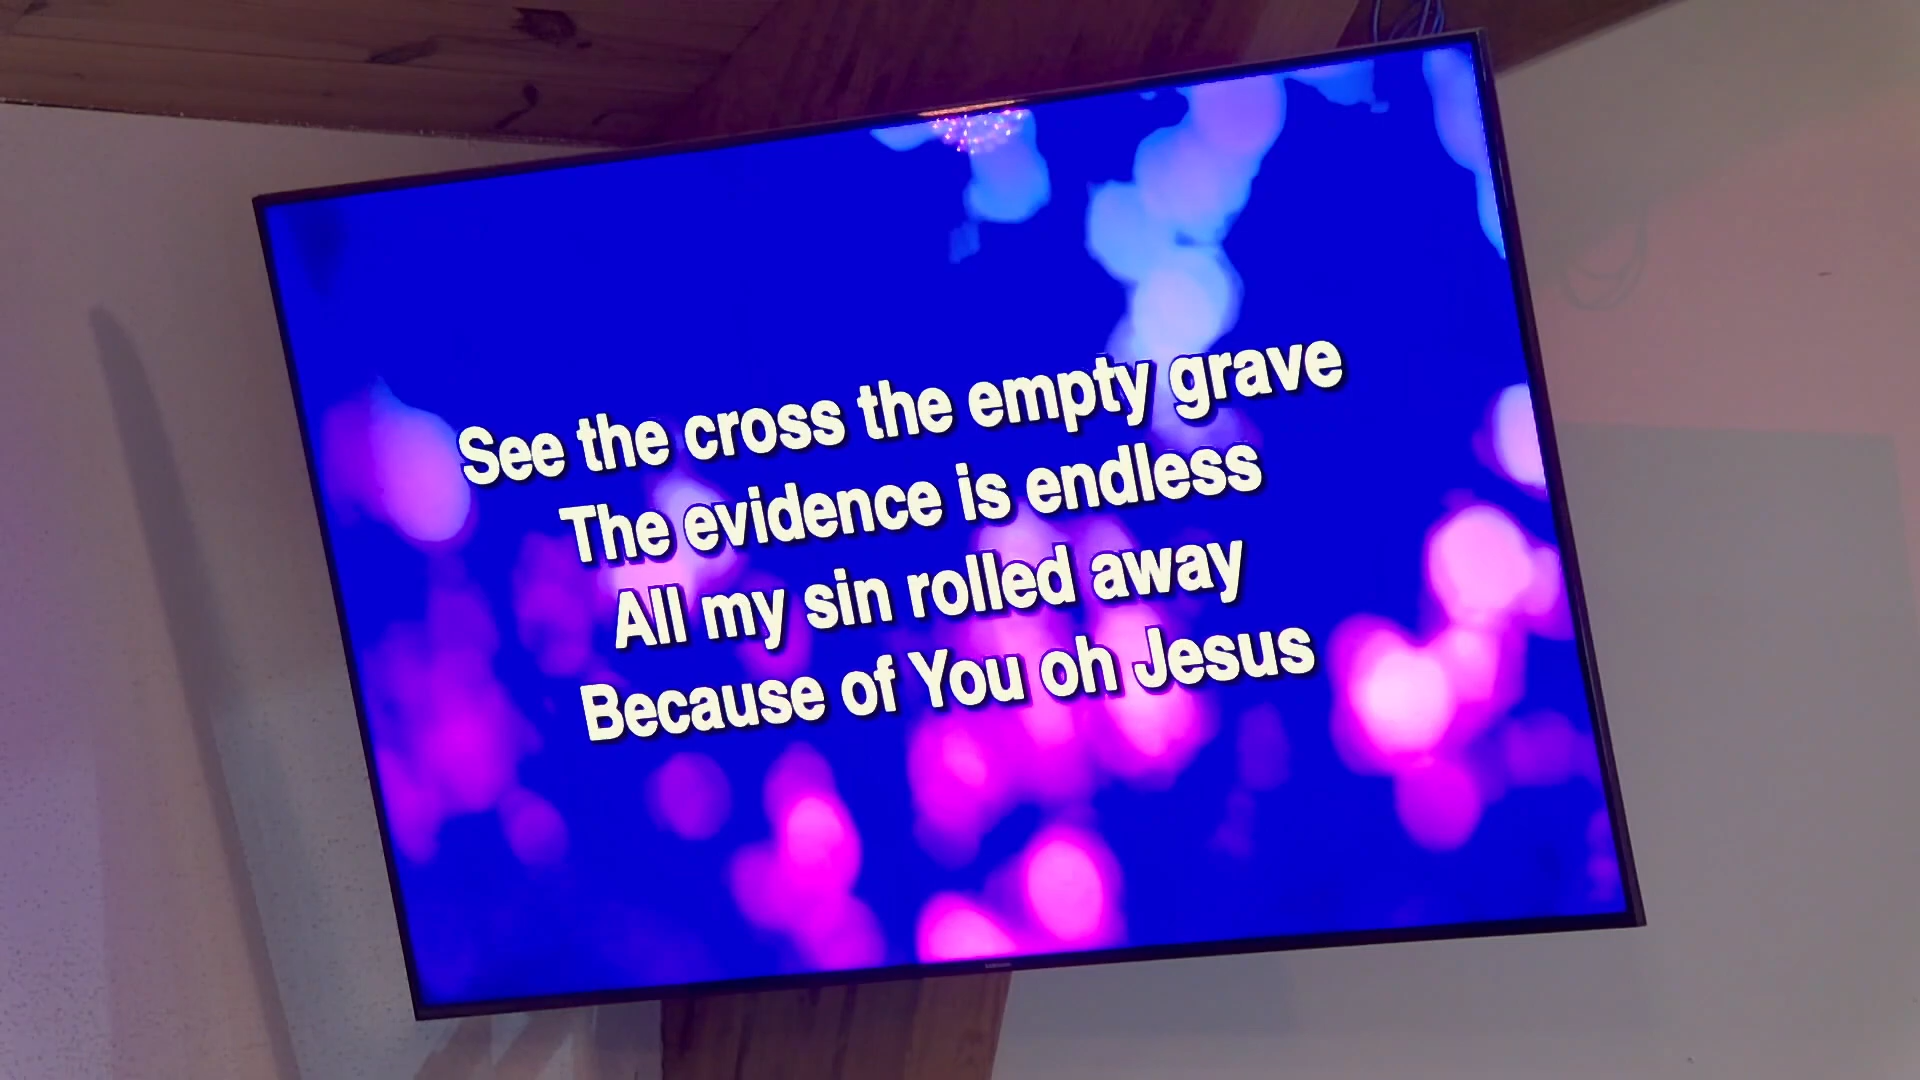 See the cross the empty grave
The evidence is endless
All my sin rolled away
Because of You oh Jesus